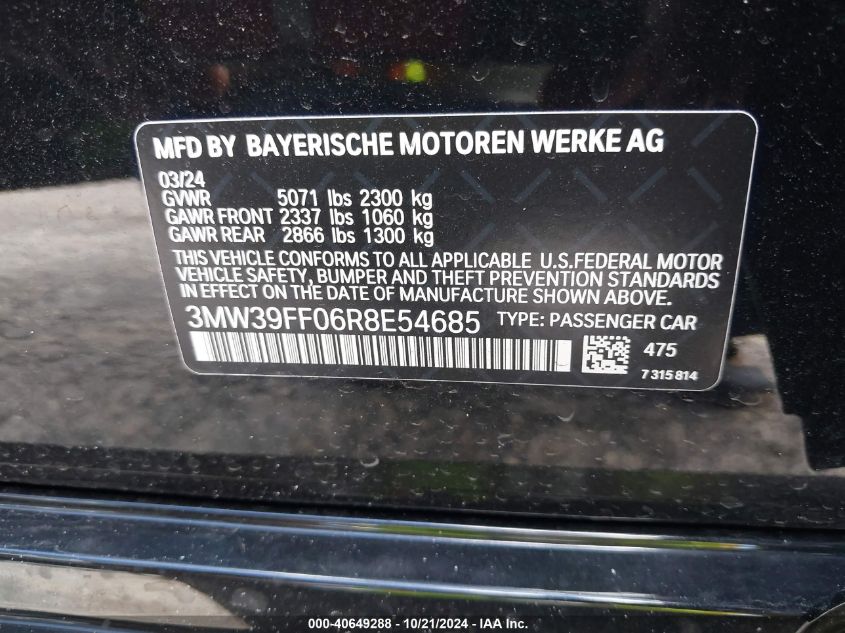 MFD BY BAYERISCHE MOTOREN WERKE AG
03/24
GVWR 5071 lbs 2300 kg
GAWR FRONT 2337 lbs 1060 kg
GAWR REAR 2866 lbs 1300 kg
THIS VEHICLE CONFORMS TO ALL APPLICABLE U.S.FEDERAL MOTOR
VEHICLE SAFETY, BUMPER AND THEFT PREVENTION STANDARDS
IN EFFECT ON THE DATE OF MANUFACTURE SHOWN ABOVE.
3MW39FF06R8E54685 TYPE: PASSENGER CAR
475
7 315 814
000-40649288 - 10/21/2024 - IAA Inc.